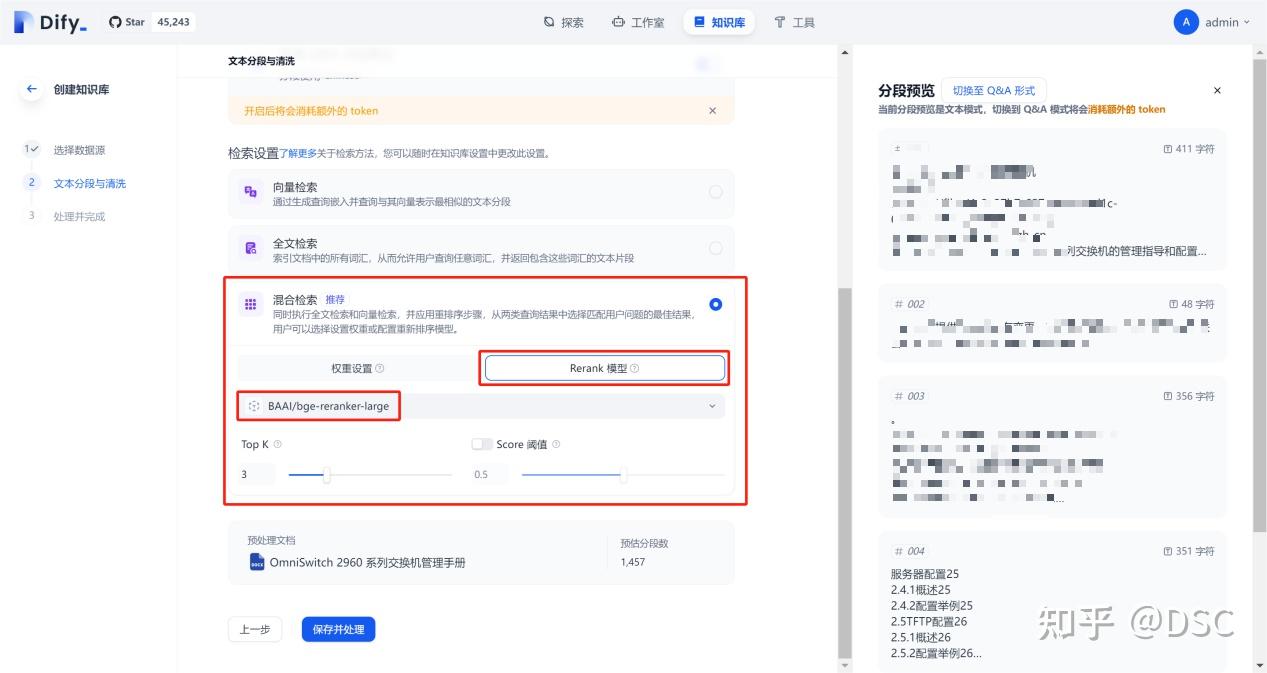 Dify_
Star 45,243
探索
工作室
知识库
工具
A admin
创建知识库
1 选择数据源
2 文本分段与清洗
3 处理并完成
文本分段与清洗
开启后将会消耗额外的 token
检索设置了解更多关于检索方法，您可以随时在知识库设置中更改此设置。
向量检索
通过生成查询嵌入并查询与其向量表示最相似的文本分段
全文检索
索引文档中的所有词汇，从而允许用户查询任意词汇，并返回包含这些词汇的文本片段
混合检索 推荐
同时执行全文检索和向量检索，并应用重排序步骤，从两类查询结果中选择匹配用户问题的最佳结果，
用户可以选择设置权重或配置重新排序模型。
权重设置
Rerank 模型
BAAI/bge-reranker-large
Top K
Score 阈值
3
0.5
预处理文档
DOCX OmniSwitch 2960 系列交换机管理手册
预估分段数
1,457
上一步
保存并处理
分段预览 切换至 Q&A 形式
当前分段预览是文本模式，切换到 Q&A 模式将会消耗额外的 token
411 字符
列交换机的管理指导和配置...
# 002
48 字符
# 003
356 字符
# 004
351 字符
服务器配置25
2.4.1概述25
2.4.2配置举例25
2.5TFTP配置26
2.5.1概述26
2.5.2配置举例26...
知乎 @DSC